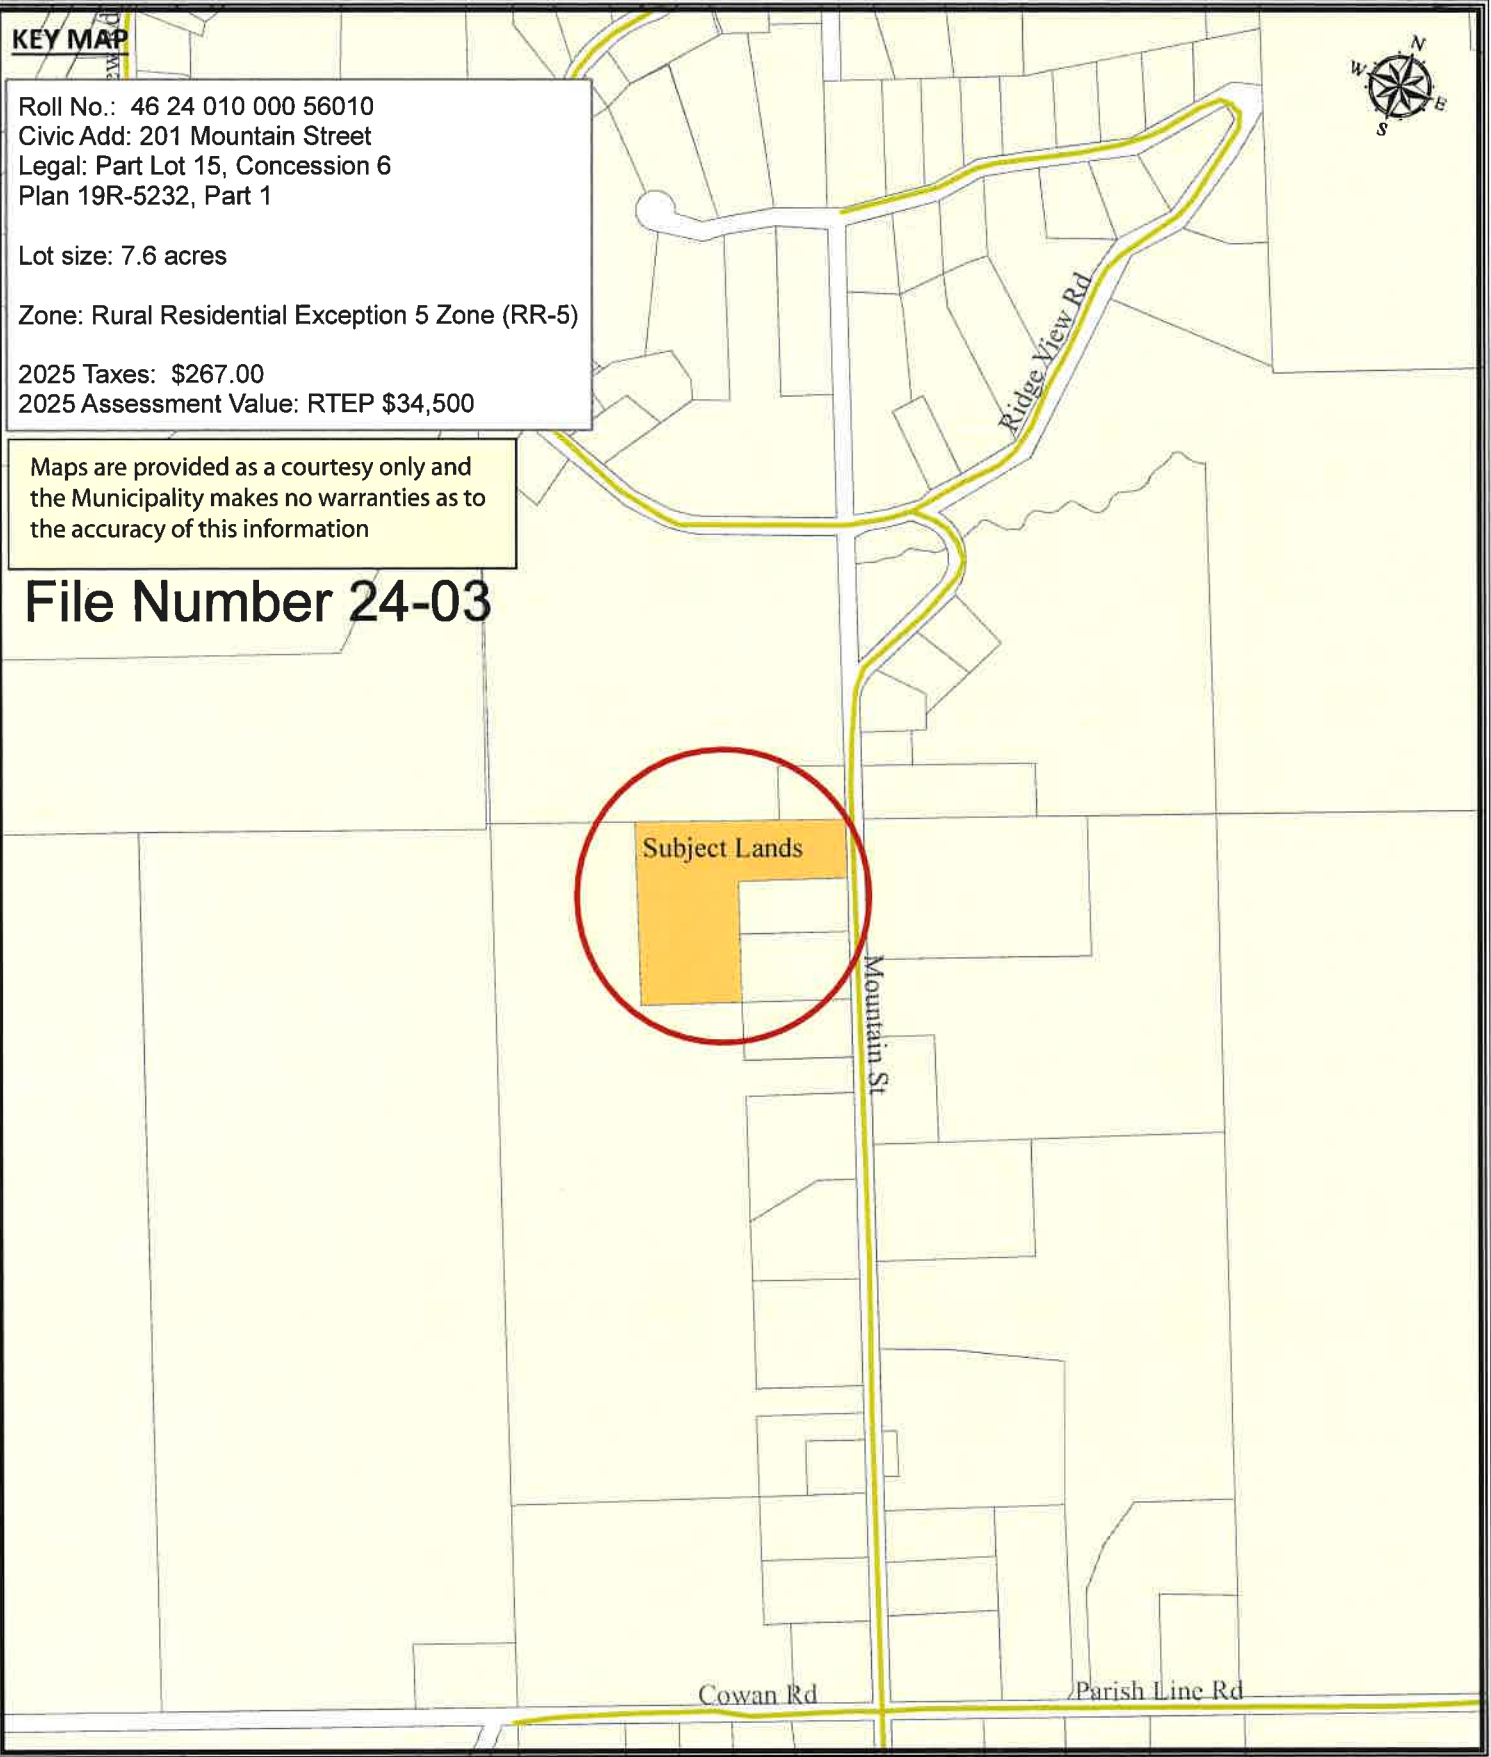 KEY MAP
Roll No.: 46 24 010 000 56010
Civic Add: 201 Mountain Street
Legal: Part Lot 15, Concession 6
Plan 19R-5232, Part 1
Lot size: 7.6 acres
Zone: Rural Residential Exception 5 Zone (RR-5)
2025 Taxes: $267.00
2025 Assessment Value: RTEP $34,500
Maps are provided as a courtesy only and
the Municipality makes no warranties as to
the accuracy of this information
File Number 24-03
N
W
E
S
Ridge View Rd
Subject Lands
Mountain St
Cowan Rd
Parish Line Rd